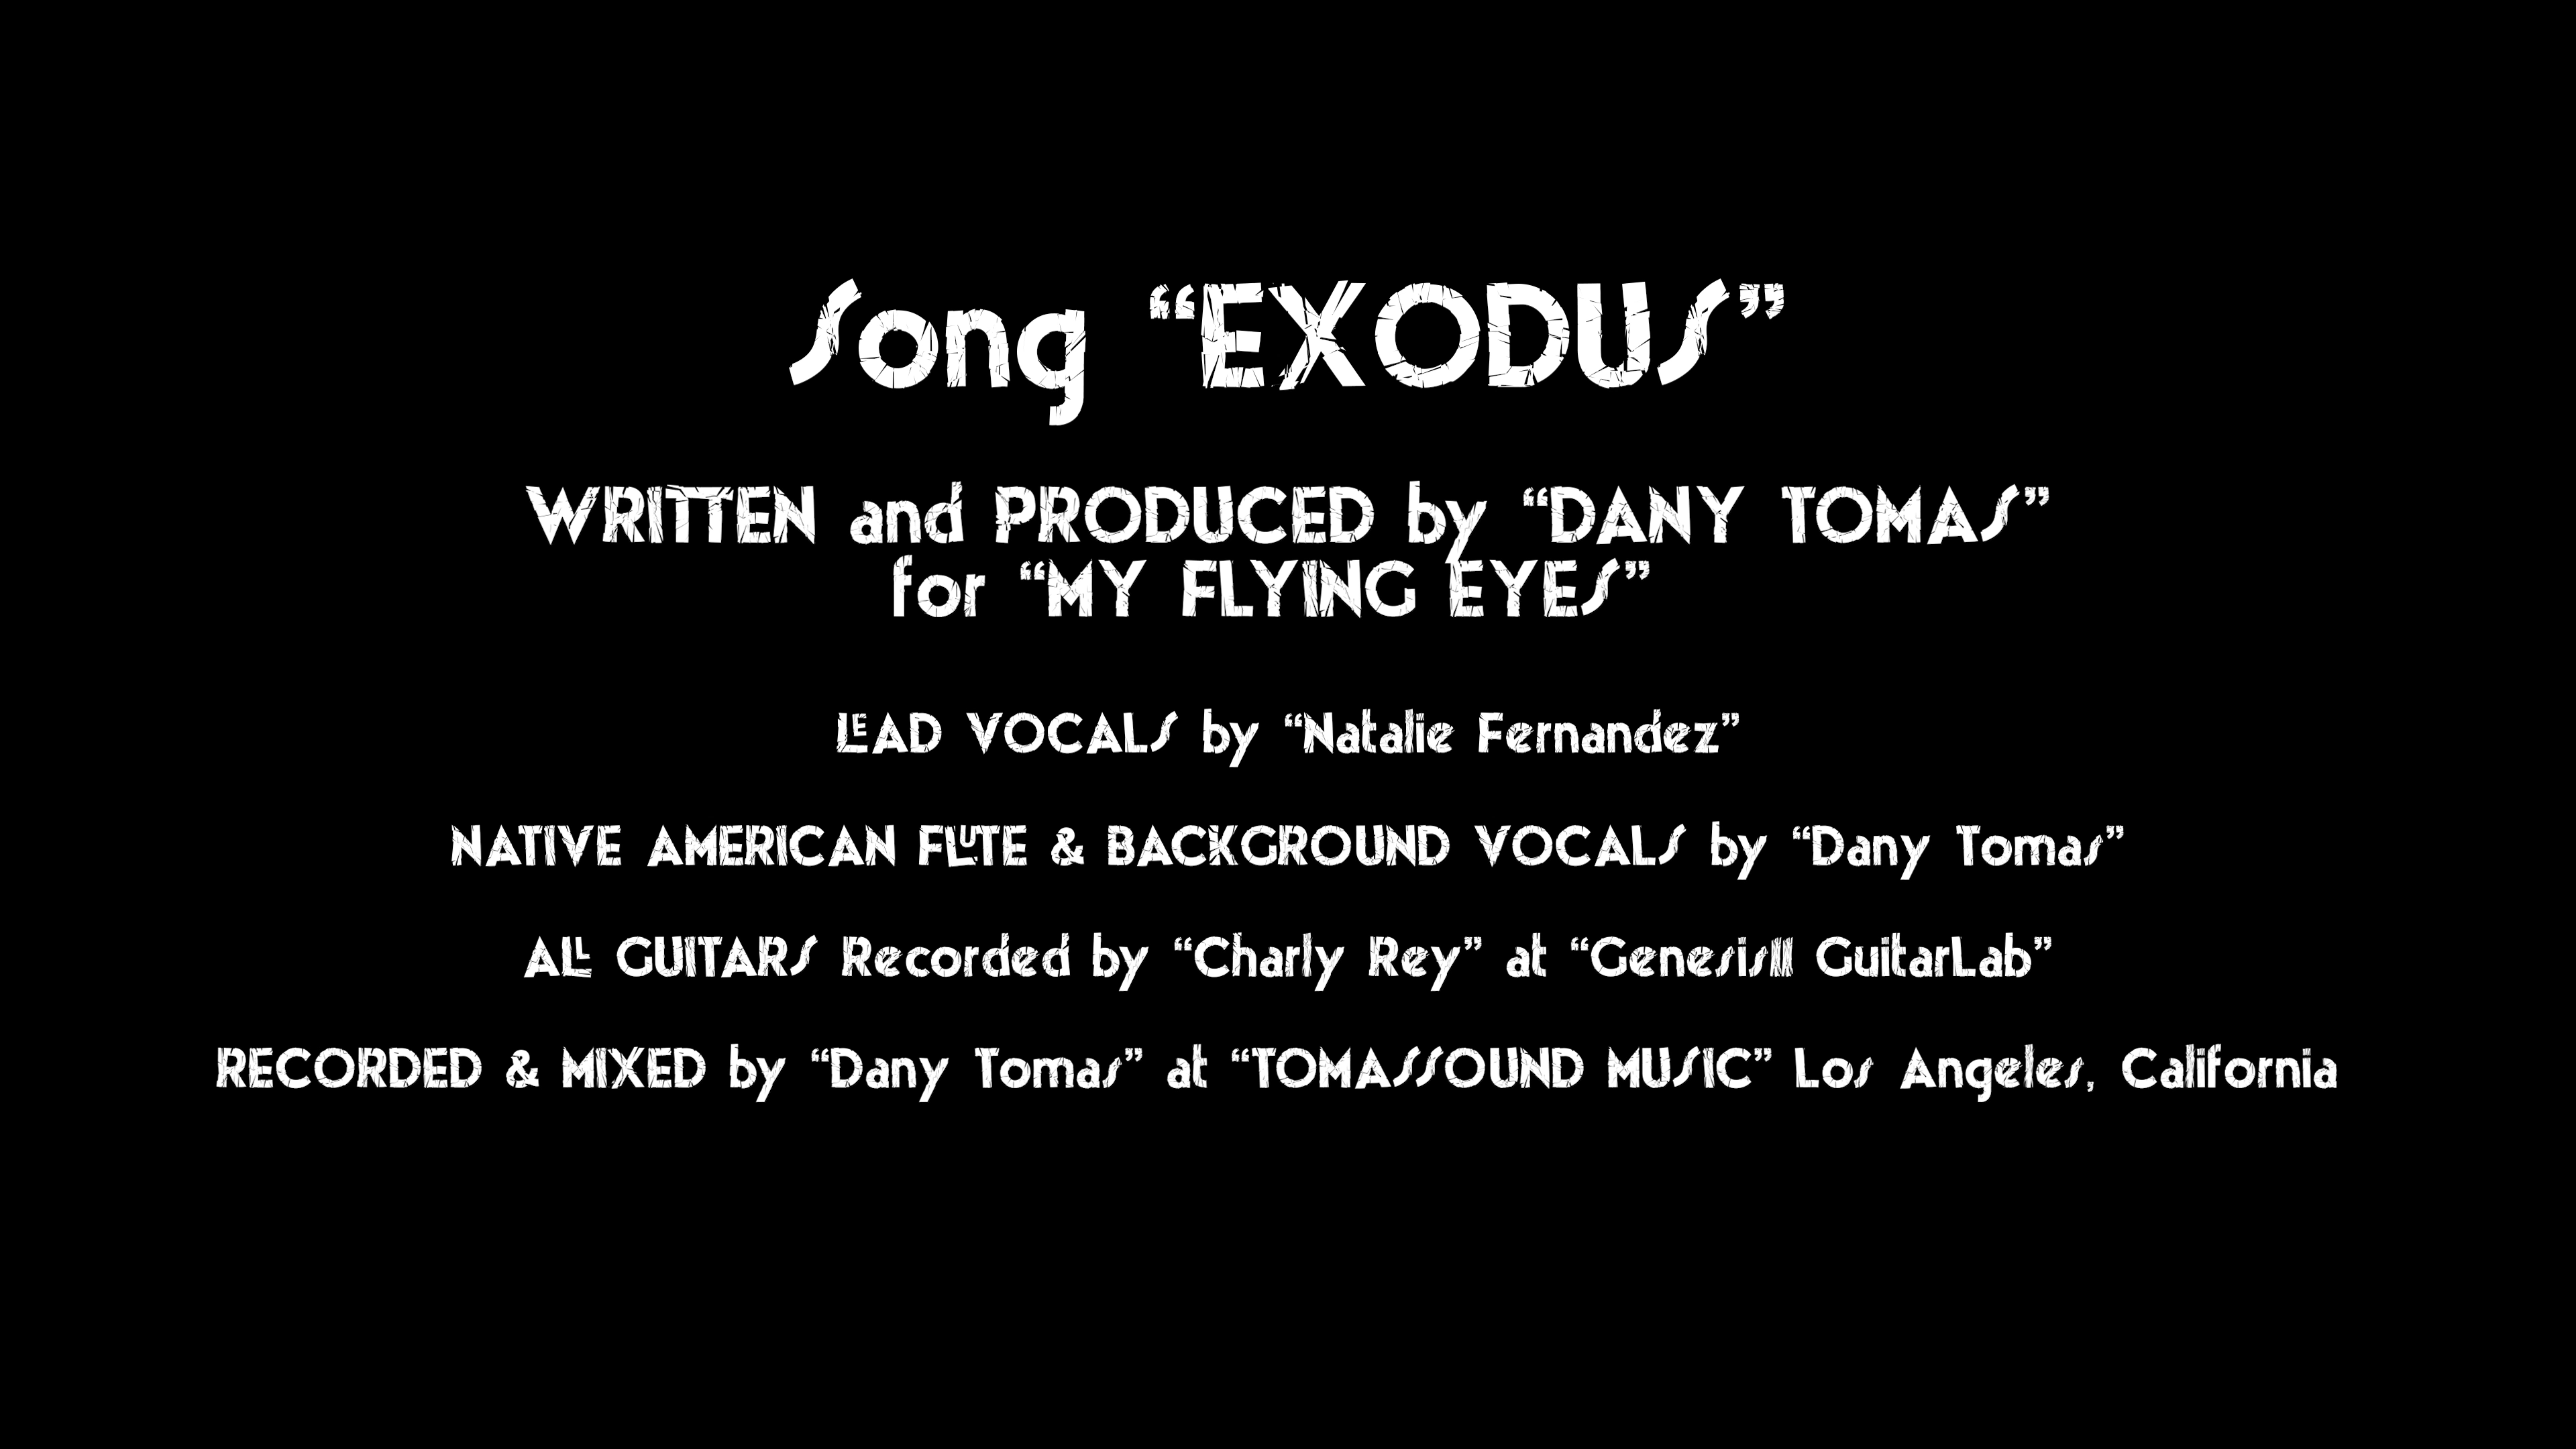 Song “EXODUS”
WRITTEN and PRODUCED by “DANY TOMAS”
for “MY FLYING EYES”
LEAD VOCALS by “Natalie Fernandez”
NATIVE AMERICAN FLUTE & BACKGROUND VOCALS by “Dany Tomas”
ALL GUITARS Recorded by “Charly Rey” at “GenesisIII GuitarLab”
RECORDED & MIXED by “Dany Tomas” at “TOMASSOUND MUSIC” Los Angeles, California